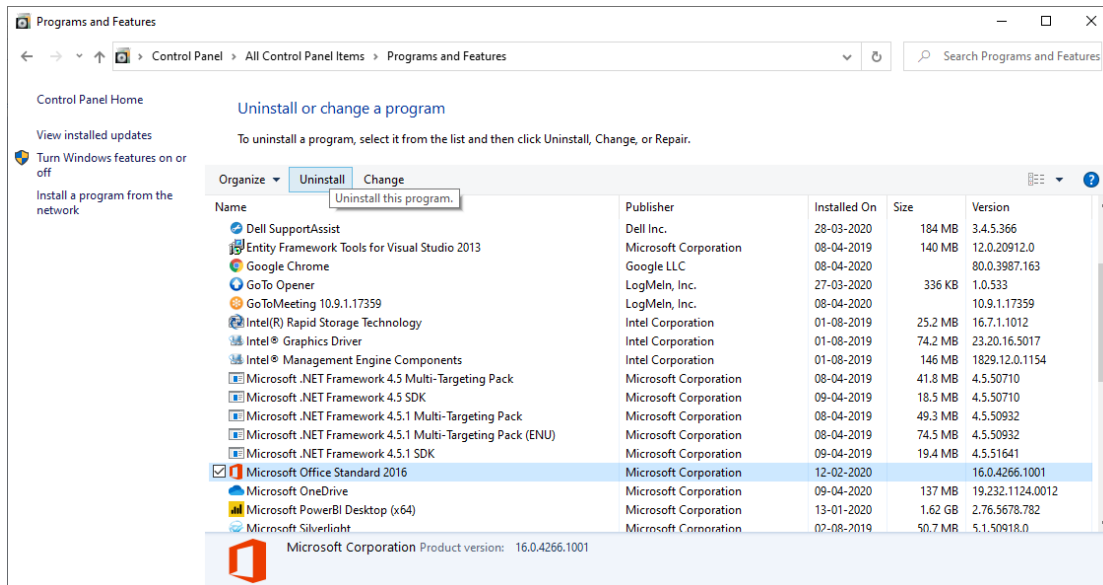 Programs and Features
Control Panel > All Control Panel Items > Programs and Features
Search Programs and Features
Control Panel Home
View installed updates
Turn Windows features on or
off
Install a program from the
network
Uninstall or change a program
To uninstall a program, select it from the list and then click Uninstall, Change, or Repair.
Organize Uninstall Change
Uninstall this program.
Name Publisher Installed On Size Version
Dell SupportAssist Dell Inc. 28-03-2020 184 MB 3.4.5.366
Entity Framework Tools for Visual Studio 2013 Microsoft Corporation 08-04-2019 140 MB 12.0.20912.0
Google Chrome Google LLC 08-04-2020 80.0.3987.163
GoTo Opener LogMeIn, Inc. 27-03-2020 336 KB 1.0.533
GoToMeeting 10.9.1.17359 LogMeIn, Inc. 08-04-2020 10.9.1.17359
Intel(R) Rapid Storage Technology Intel Corporation 01-08-2019 25.2 MB 16.7.1.1012
Intel® Graphics Driver Intel Corporation 01-08-2019 74.2 MB 23.20.16.5017
Intel® Management Engine Components Intel Corporation 01-08-2019 146 MB 1829.12.0.1154
Microsoft .NET Framework 4.5 Multi-Targeting Pack Microsoft Corporation 08-04-2019 41.8 MB 4.5.50710
Microsoft .NET Framework 4.5 SDK Microsoft Corporation 09-04-2019 18.5 MB 4.5.50710
Microsoft .NET Framework 4.5.1 Multi-Targeting Pack Microsoft Corporation 08-04-2019 49.3 MB 4.5.50932
Microsoft .NET Framework 4.5.1 Multi-Targeting Pack (ENU) Microsoft Corporation 08-04-2019 74.5 MB 4.5.50932
Microsoft .NET Framework 4.5.1 SDK Microsoft Corporation 09-04-2019 19.4 MB 4.5.51641
Microsoft Office Standard 2016 Microsoft Corporation 12-02-2020 16.0.4266.1001
Microsoft OneDrive Microsoft Corporation 09-04-2020 137 MB 19.232.1124.0012
Microsoft PowerBI Desktop (x64) Microsoft Corporation 13-01-2020 1.62 GB 2.76.5678.782
Microsoft Silverlight Microsoft Corporation 02-08-2019 50.7 MB 5.1.50918.0
Microsoft Corporation Product version: 16.0.4266.1001